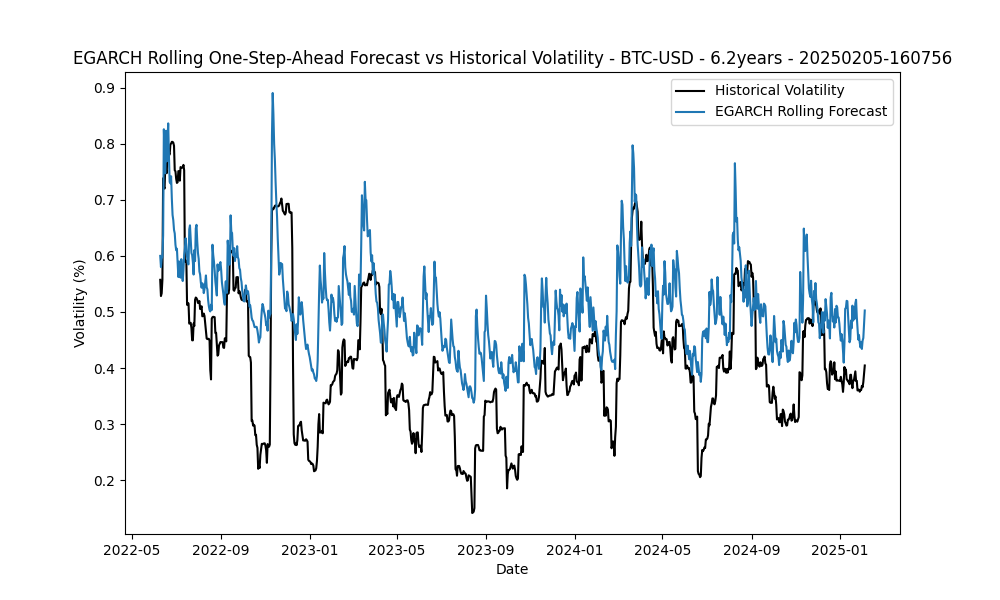 EGARCH Rolling One-Step-Ahead Forecast vs Historical Volatility - BTC-USD - 6.2years - 20250205-160756
Historical Volatility
EGARCH Rolling Forecast
Volatility (%)
0.9
0.8
0.7
0.6
0.5
0.4
0.3
0.2
2022-05 2022-09 2023-01 2023-05 2023-09 2024-01 2024-05 2024-09 2025-01
Date